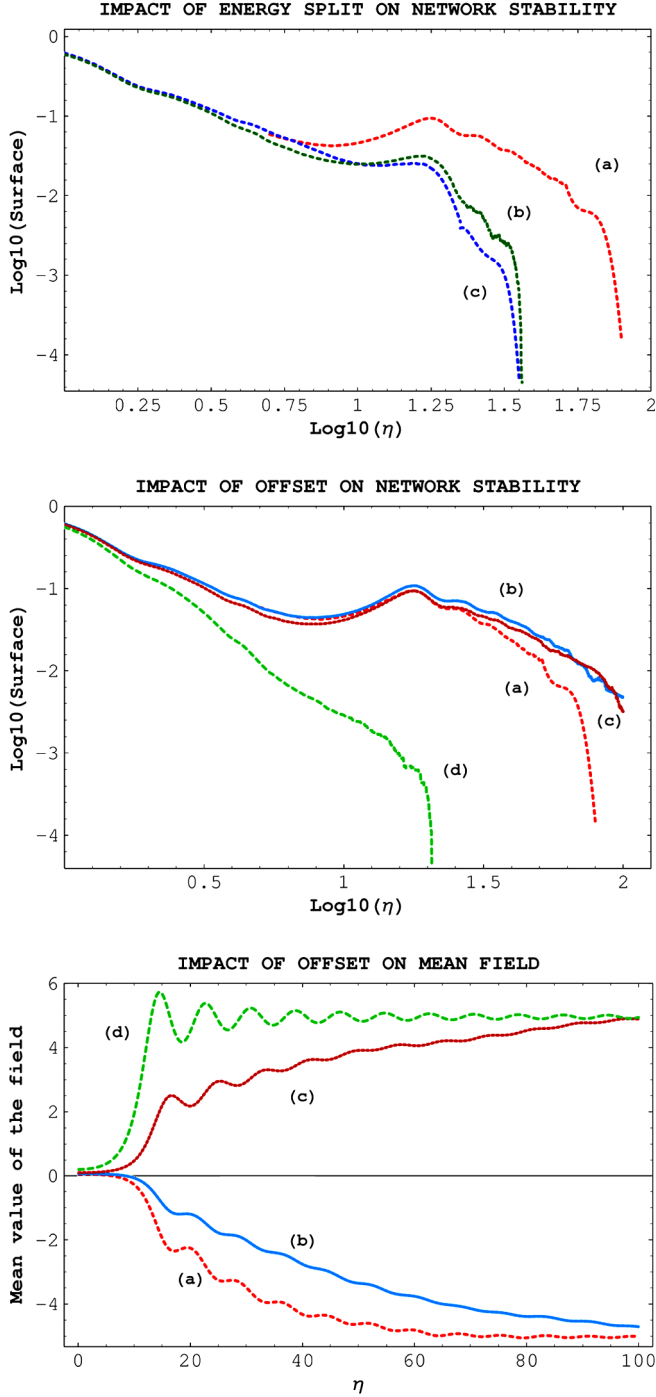 IMPACT OF ENERGY SPLIT ON NETWORK STABILITY
0
−1
−2
−3
−4
Log10(Surface)
(a)
(b)
(c)
0.25
0.5
0.75
1
1.25
1.5
1.75
2
Log10(η)
IMPACT OF OFFSET ON NETWORK STABILITY
0
−1
−2
−3
−4
Log10(Surface)
(b)
(a)
(c)
(d)
0.5
1
1.5
2
Log10(η)
IMPACT OF OFFSET ON MEAN FIELD
6
4
2
0
−2
−4
Mean value of the field
(d)
(c)
(b)
(a)
0
20
40
60
80
100
η